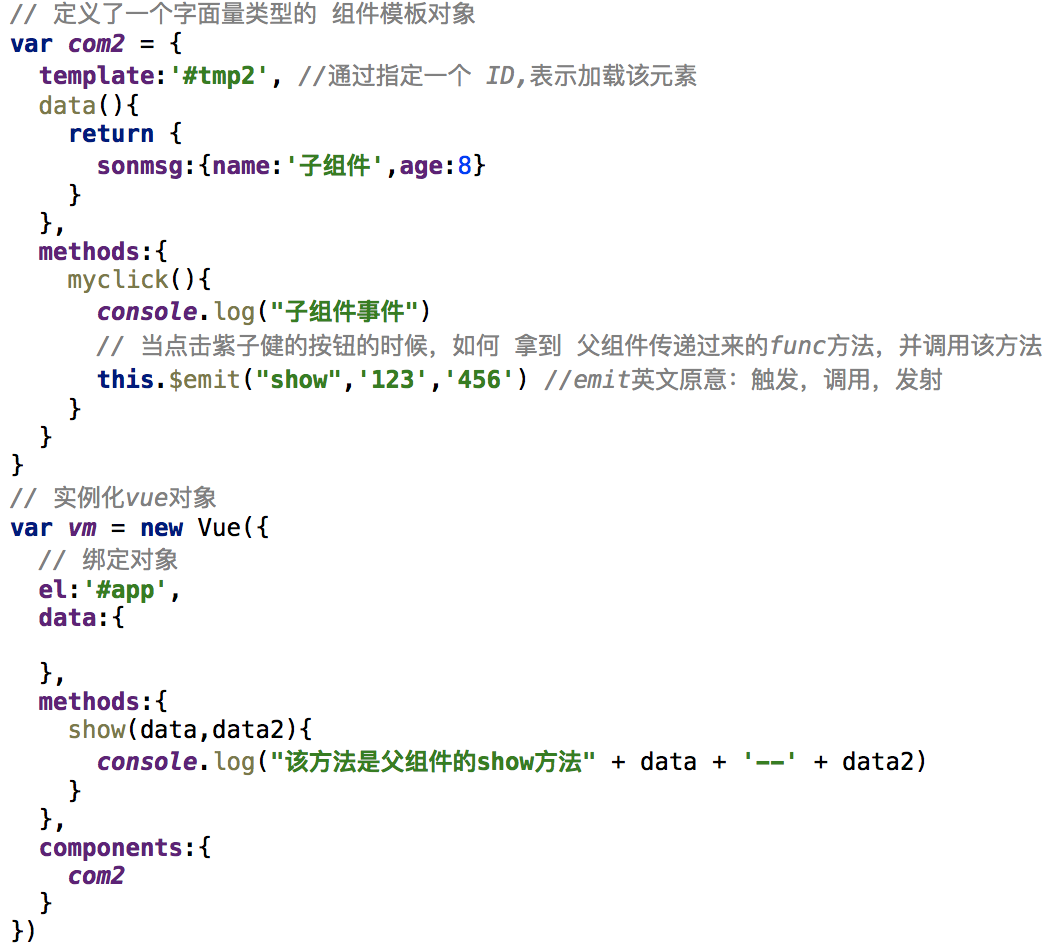 // 定义了一个字面量类型的 组件模板对象
var com2 = {
  template:'#tmp2', //通过指定一个 ID,表示加载该元素
  data(){
    return {
      sonmsg:{name:'子组件',age:8}
    }
  },
  methods:{
    myclick(){
      console.log("子组件事件")
      // 当点击紫子健的按钮的时候，如何 拿到 父组件传递过来的func方法，并调用该方法
      this.$emit("show",'123','456') //emit英文原意：触发，调用，发射
    }
  }
}
// 实例化vue对象
var vm = new Vue({
  // 绑定对象
  el:'#app',
  data:{
  },
  methods:{
    show(data,data2){
      console.log("该方法是父组件的show方法" + data + '--' + data2)
    }
  },
  components:{
    com2
  }
})